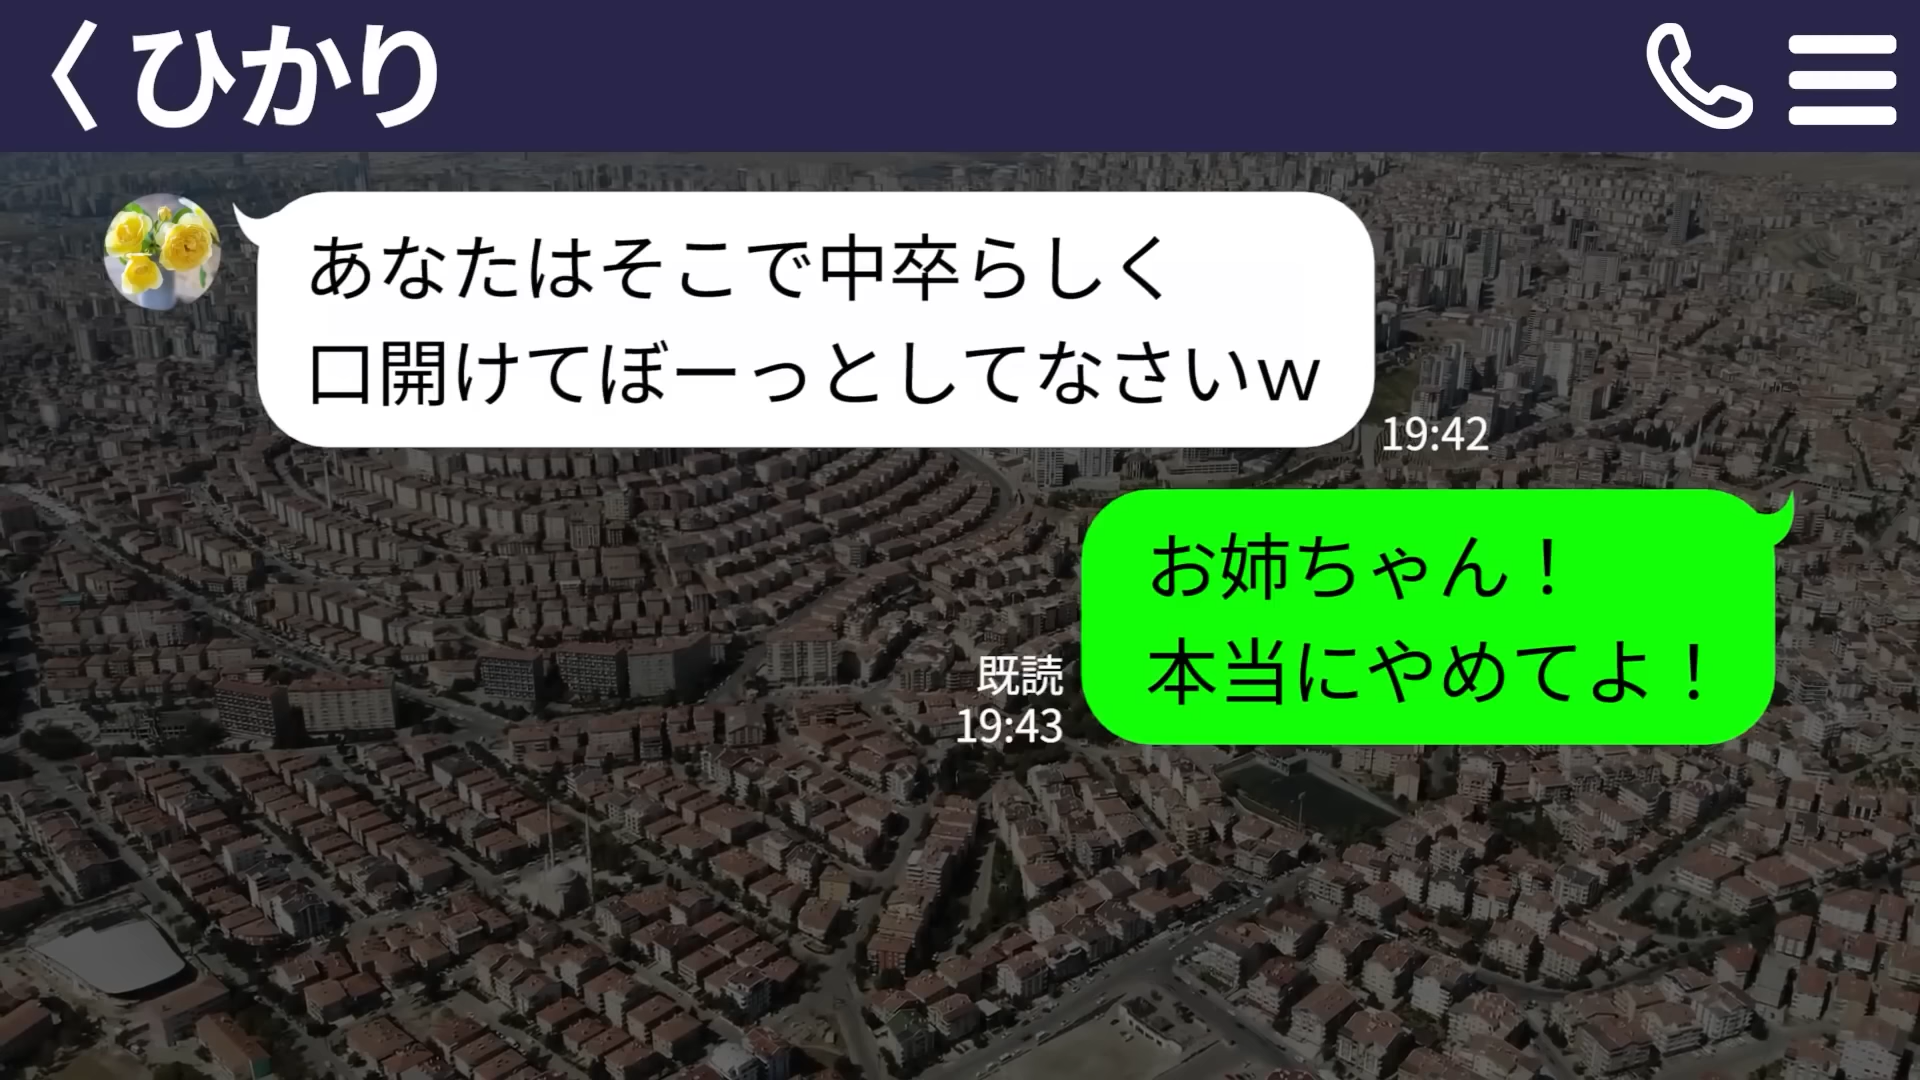 ひかり
あなたはそこで中卒らしく
口開けてぼーっとしてなさいｗ
19:42
お姉ちゃん！
本当にやめてよ！
既読
19:43